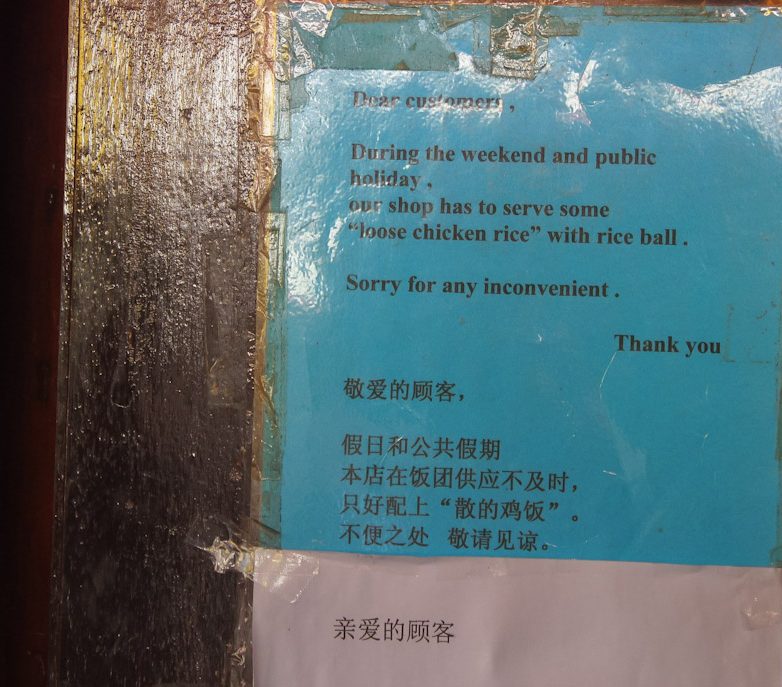 Dear customers ,
During the weekend and public
holiday ,
our shop has to serve some
“loose chicken rice” with rice ball .
Sorry for any inconvenient .
Thank you
敬爱的顾客，
假日和公共假期
本店在饭团供应不及时，
只好配上“散的鸡饭”。
不便之处 敬请见谅。
亲爱的顾客